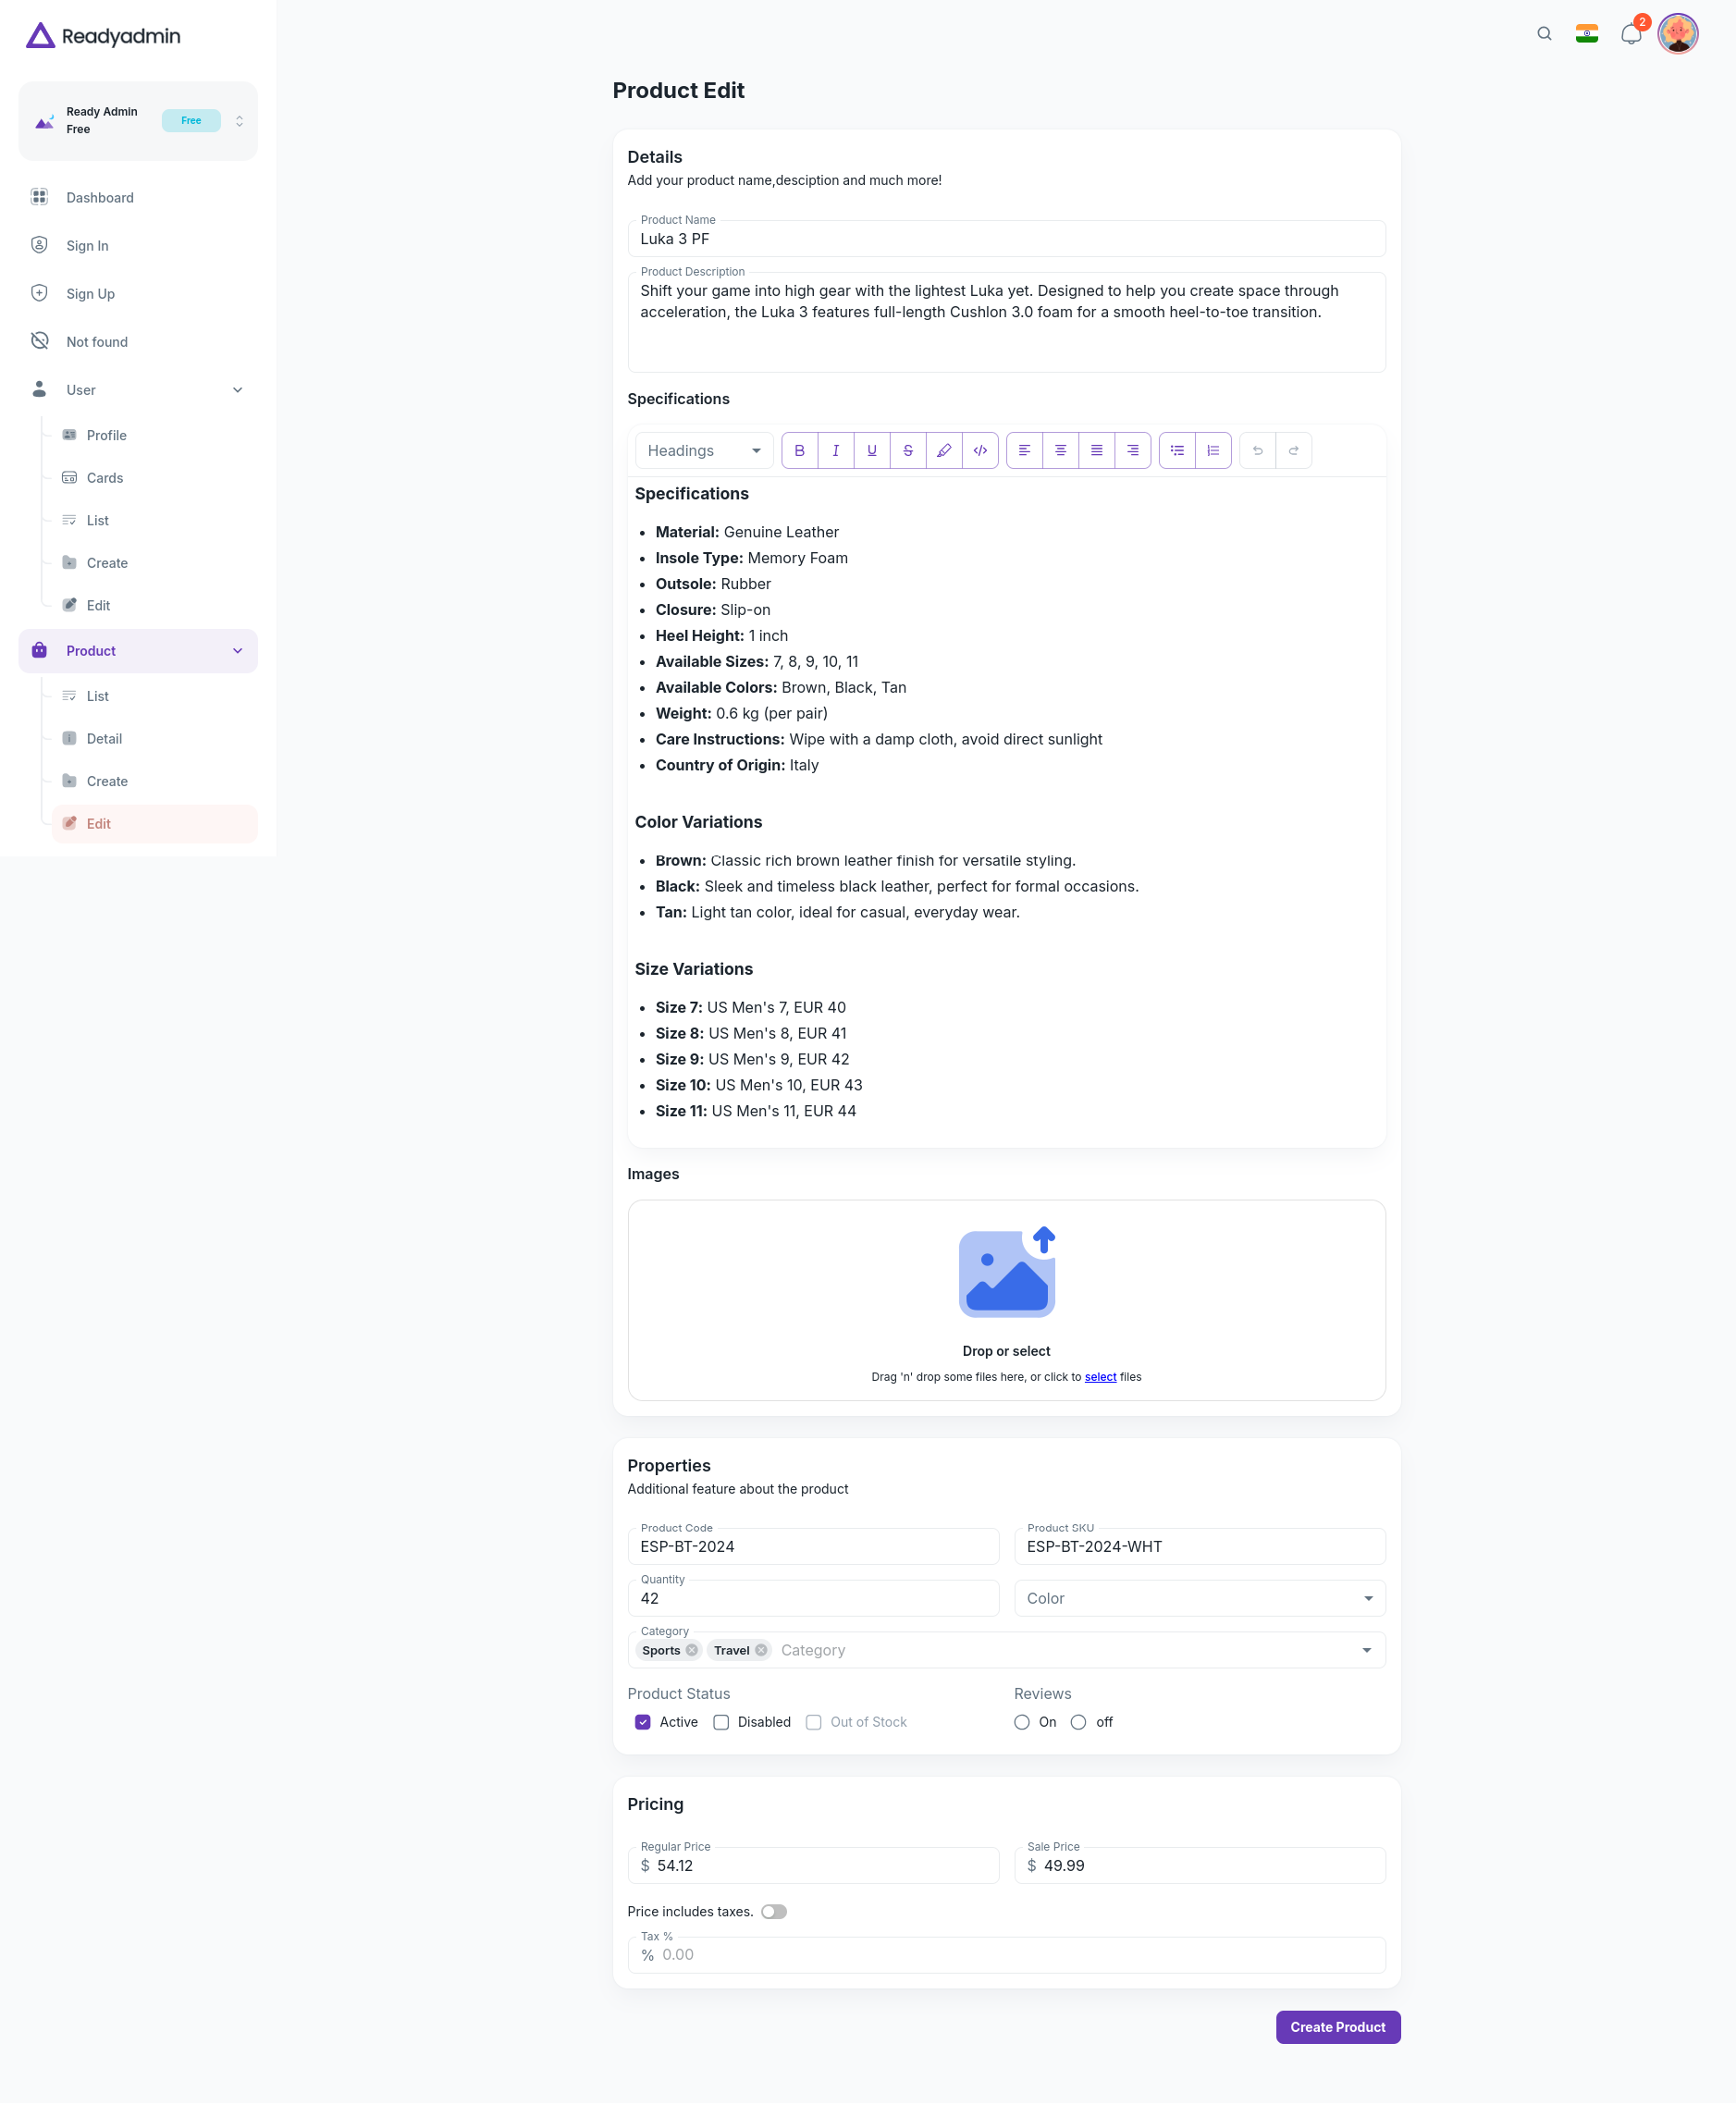 Readyadmin
2
Ready Admin
Free
Free
Dashboard
Sign In
Sign Up
Not found
User
Profile
Cards
List
Create
Edit
Product
List
Detail
Create
Edit
Product Edit
Details
Add your product name,desciption and much more!
Product Name
Luka 3 PF
Product Description
Shift your game into high gear with the lightest Luka yet. Designed to help you create space through
acceleration, the Luka 3 features full-length Cushlon 3.0 foam for a smooth heel-to-toe transition.
Specifications
Headings
Specifications
Material: Genuine Leather
Insole Type: Memory Foam
Outsole: Rubber
Closure: Slip-on
Heel Height: 1 inch
Available Sizes: 7, 8, 9, 10, 11
Available Colors: Brown, Black, Tan
Weight: 0.6 kg (per pair)
Care Instructions: Wipe with a damp cloth, avoid direct sunlight
Country of Origin: Italy
Color Variations
Brown: Classic rich brown leather finish for versatile styling.
Black: Sleek and timeless black leather, perfect for formal occasions.
Tan: Light tan color, ideal for casual, everyday wear.
Size Variations
Size 7: US Men's 7, EUR 40
Size 8: US Men's 8, EUR 41
Size 9: US Men's 9, EUR 42
Size 10: US Men's 10, EUR 43
Size 11: US Men's 11, EUR 44
Images
Drop or select
Drag 'n' drop some files here, or click to select files
Properties
Additional feature about the product
Product Code
ESP-BT-2024
Product SKU
ESP-BT-2024-WHT
Quantity
42
Color
Category
Sports Travel Category
Product Status
Active Disabled Out of Stock
Reviews
On off
Pricing
Regular Price
$ 54.12
Sale Price
$ 49.99
Price includes taxes.
Tax %
% 0.00
Create Product